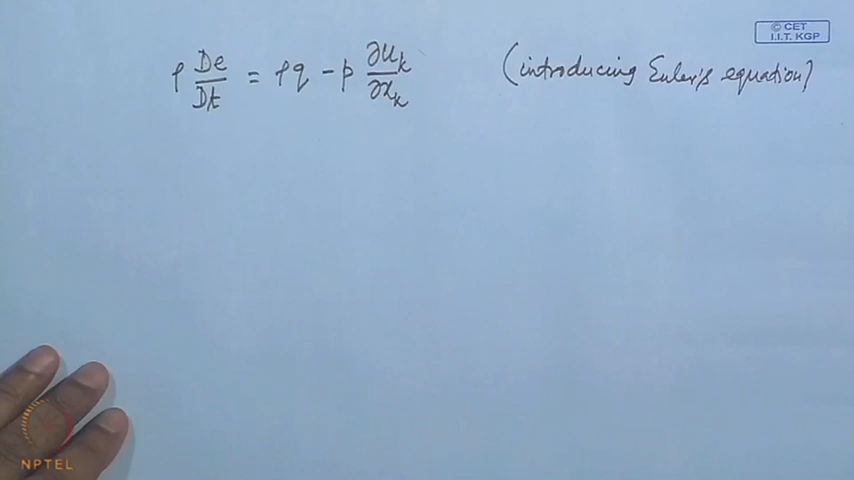 © CET
I.I.T. KGP
ρ De/Dt = ρq - p ∂u_k/∂x_k (introducing Euler's equation)
NPTEL